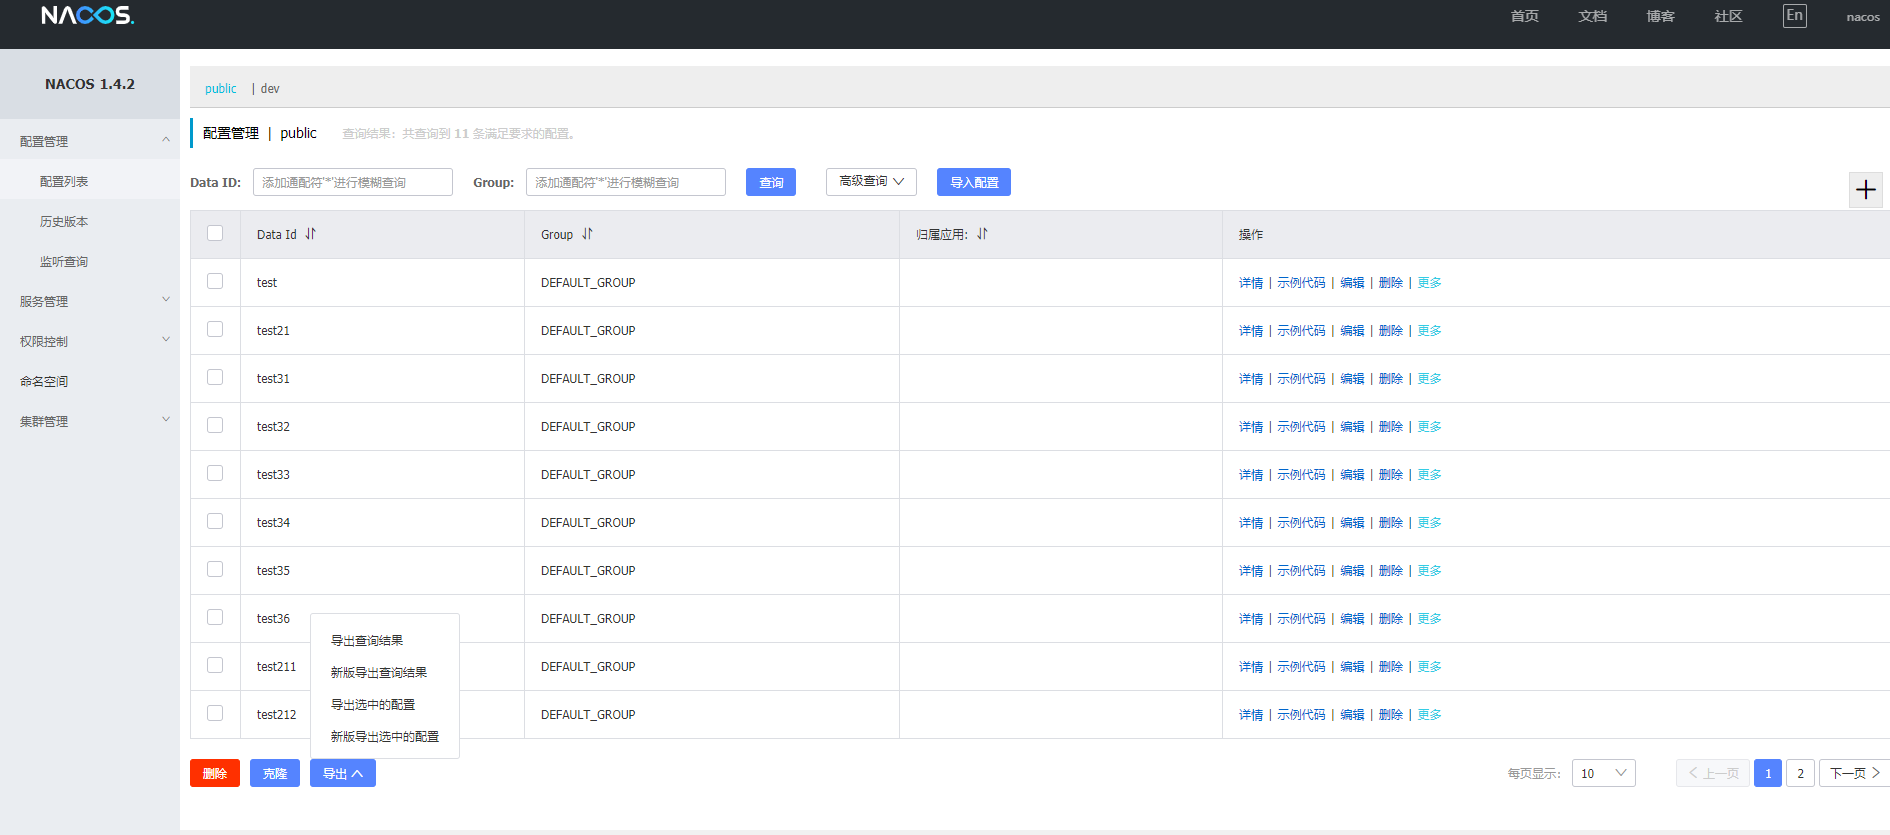 NACOS.
首页 文档 博客 社区 En nacos
NACOS 1.4.2
配置管理
配置列表
历史版本
监听查询
服务管理
权限控制
命名空间
集群管理
public | dev
配置管理 | public 查询结果：共查询到 11 条满足要求的配置。
Data ID: 添加通配符'*'进行模糊查询 Group: 添加通配符'*'进行模糊查询 查询 高级查询 导入配置
Data Id Group 归属应用: 操作
test DEFAULT_GROUP 详情 | 示例代码 | 编辑 | 删除 | 更多
test21 DEFAULT_GROUP 详情 | 示例代码 | 编辑 | 删除 | 更多
test31 DEFAULT_GROUP 详情 | 示例代码 | 编辑 | 删除 | 更多
test32 DEFAULT_GROUP 详情 | 示例代码 | 编辑 | 删除 | 更多
test33 DEFAULT_GROUP 详情 | 示例代码 | 编辑 | 删除 | 更多
test34 DEFAULT_GROUP 详情 | 示例代码 | 编辑 | 删除 | 更多
test35 DEFAULT_GROUP 详情 | 示例代码 | 编辑 | 删除 | 更多
test36 DEFAULT_GROUP 详情 | 示例代码 | 编辑 | 删除 | 更多
test211 DEFAULT_GROUP 详情 | 示例代码 | 编辑 | 删除 | 更多
test212 DEFAULT_GROUP 详情 | 示例代码 | 编辑 | 删除 | 更多
导出查询结果
新版导出查询结果
导出选中的配置
新版导出选中的配置
删除 克隆 导出 每页显示: 10 上一页 1 2 下一页